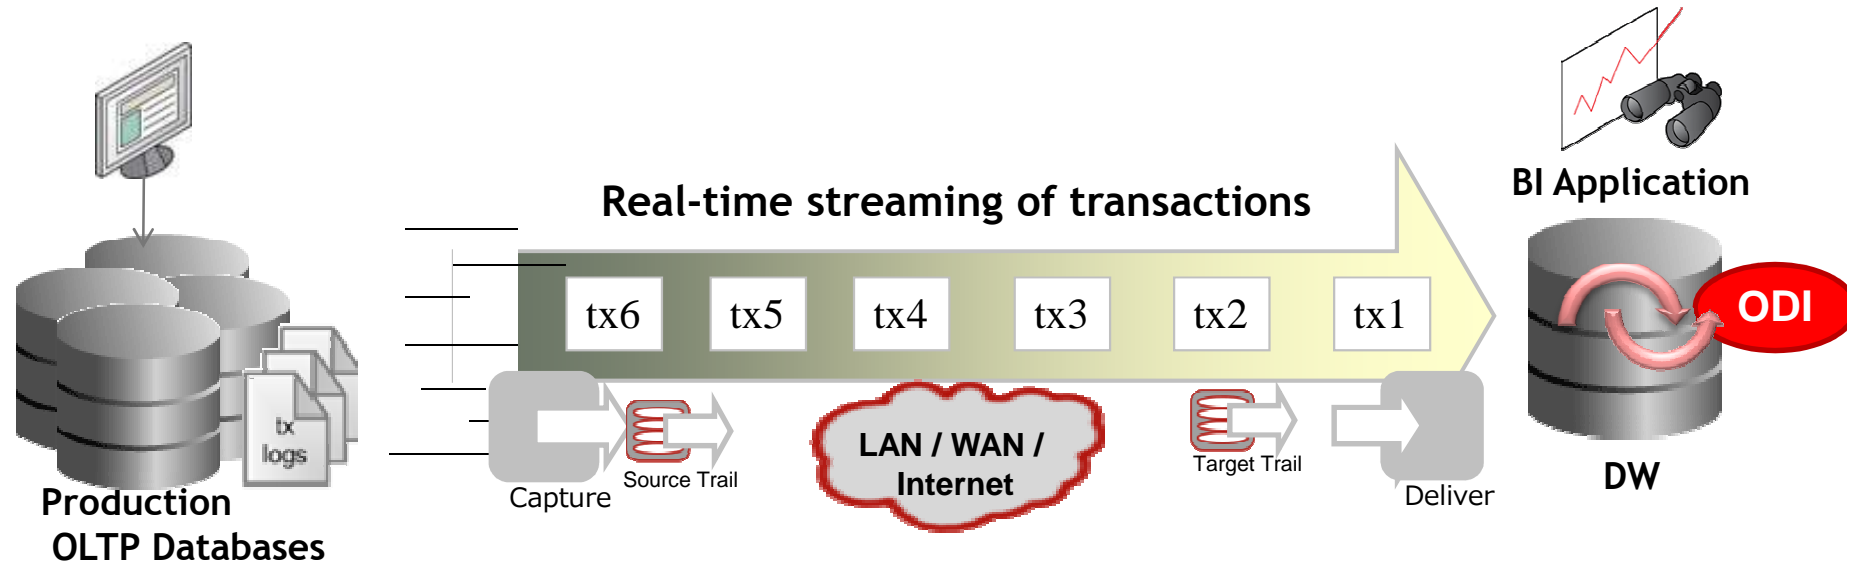 Real-time streaming of transactions
BI Application
tx6
tx5
tx4
tx3
tx2
tx1
ODI
tx
logs
LAN / WAN /
Internet
Source Trail
Target Trail
Capture
Deliver
DW
Production
OLTP Databases